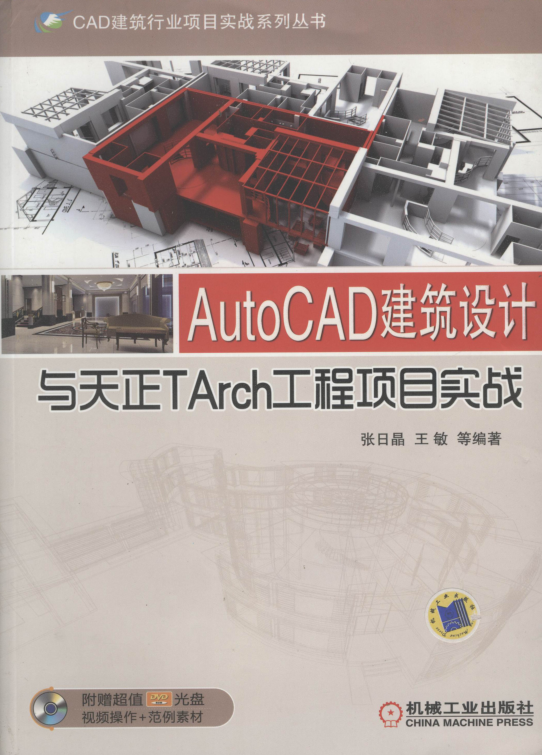 CAD建筑行业项目实战系列丛书
AutoCAD建筑设计
与天正TArch工程项目实战
张日晶 王敏 等编著
附赠超值DVD光盘
视频操作+范例素材
机械工业出版社
CHINA MACHINE PRESS